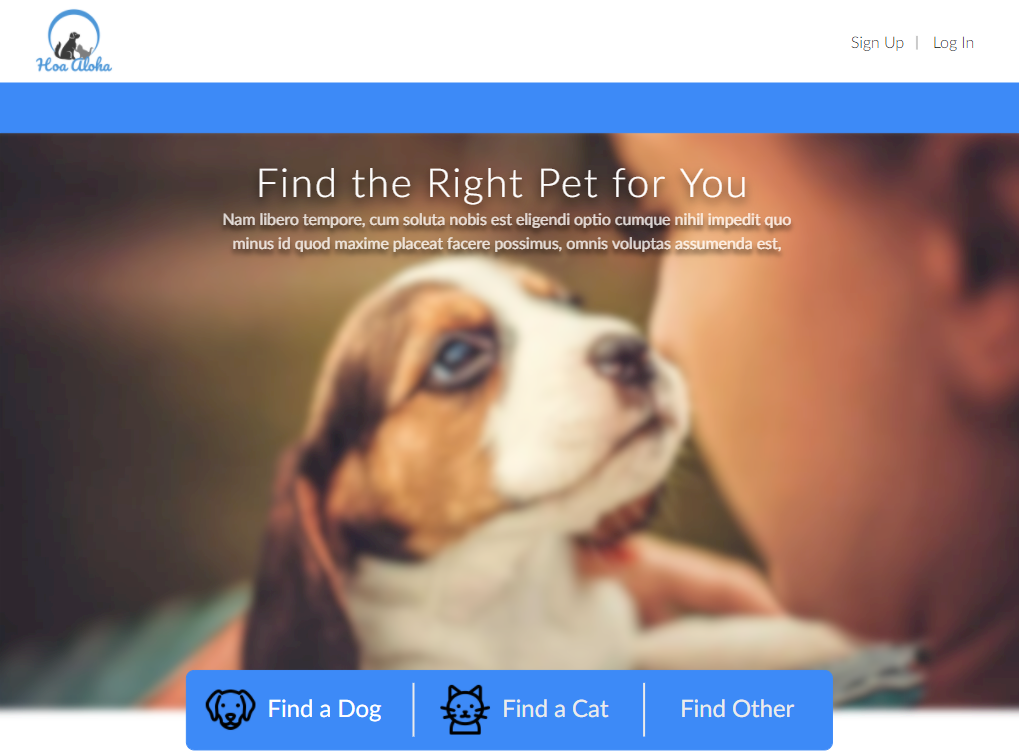 Hoa Aloha
Sign Up | Log In
Find the Right Pet for You
Nam libero tempore, cum soluta nobis est eligendi optio cumque nihil impedit quo
minus id quod maxime placeat facere possimus, omnis voluptas assumenda est,
Find a Dog
Find a Cat
Find Other